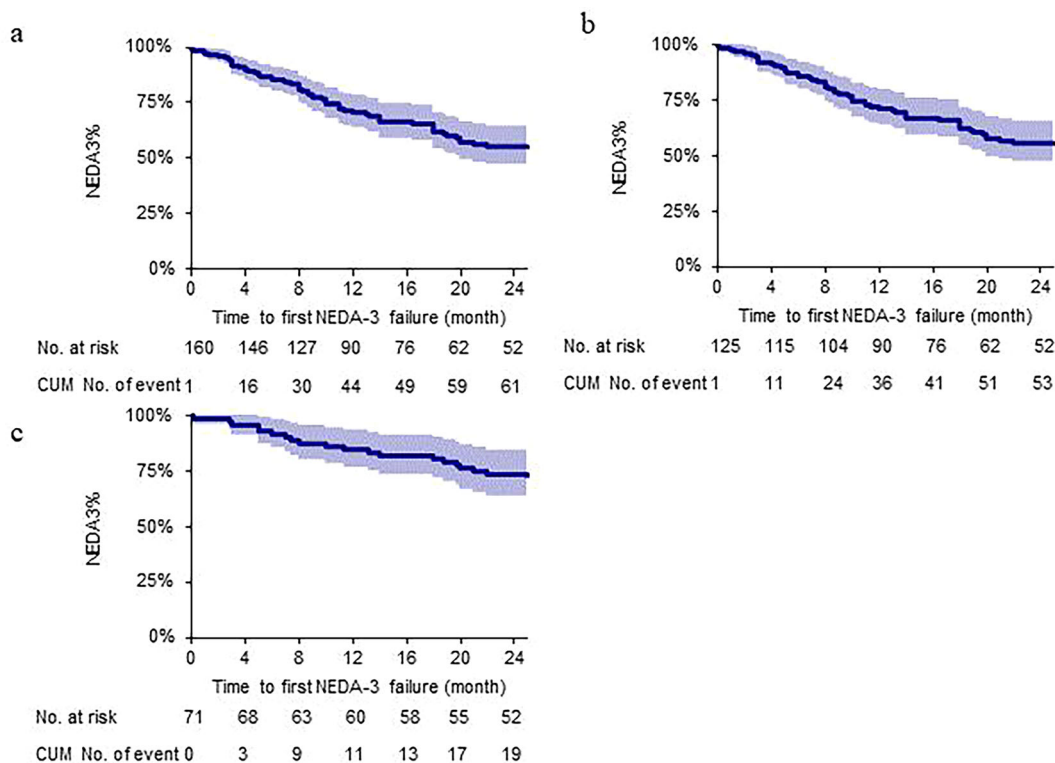 a
100%
75%
50%
25%
0%
NEDA3%
0 4 8 12 16 20 24
Time to first NEDA-3 failure (month)
No. at risk 160 146 127 90 76 62 52
CUM No. of event 1 16 30 44 49 59 61
b
100%
75%
50%
25%
0%
NEDA3%
0 4 8 12 16 20 24
Time to first NEDA-3 failure (month)
No. at risk 125 115 104 90 76 62 52
CUM No. of event 1 11 24 36 41 51 53
c
100%
75%
50%
25%
0%
NEDA3%
0 4 8 12 16 20 24
Time to first NEDA-3 failure (month)
No. at risk 71 68 63 60 58 55 52
CUM No. of event 0 3 9 11 13 17 19